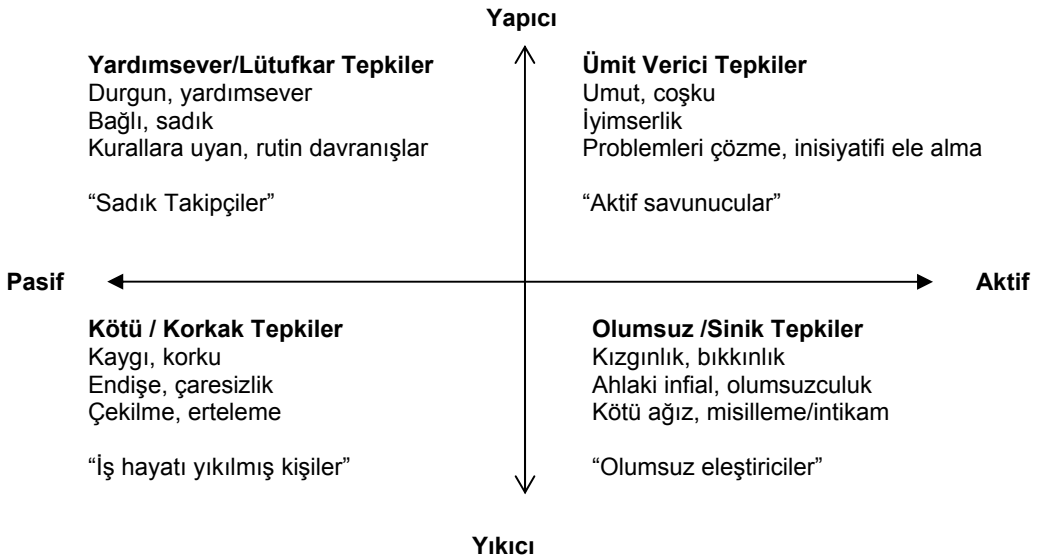 Yapıcı
Yardımsever/Lütufkar Tepkiler
Durgun, yardımsever
Bağlı, sadık
Kurallara uyan, rutin davranışlar
“Sadık Takipçiler”
Ümit Verici Tepkiler
Umut, coşku
İyimserlik
Problemleri çözme, inisiyatifi ele alma
“Aktif savunucular”
Pasif
Aktif
Kötü / Korkak Tepkiler
Kaygı, korku
Endişe, çaresizlik
Çekilme, erteleme
“İş hayatı yıkılmış kişiler”
Olumsuz /Sinik Tepkiler
Kızgınlık, bıkkınlık
Ahlaki infial, olumsuzculuk
Kötü ağız, misilleme/intikam
“Olumsuz eleştiriciler”
Yıkıcı